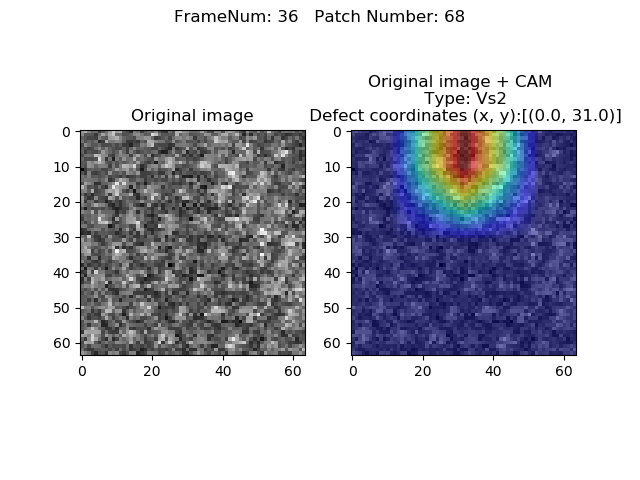 FrameNum: 36   Patch Number: 68
Original image
Original image + CAM
Type: Vs2
Defect coordinates (x, y):[(0.0, 31.0)]
0
10
20
30
40
50
60
0 20 40 60
0
10
20
30
40
50
60
0 20 40 60